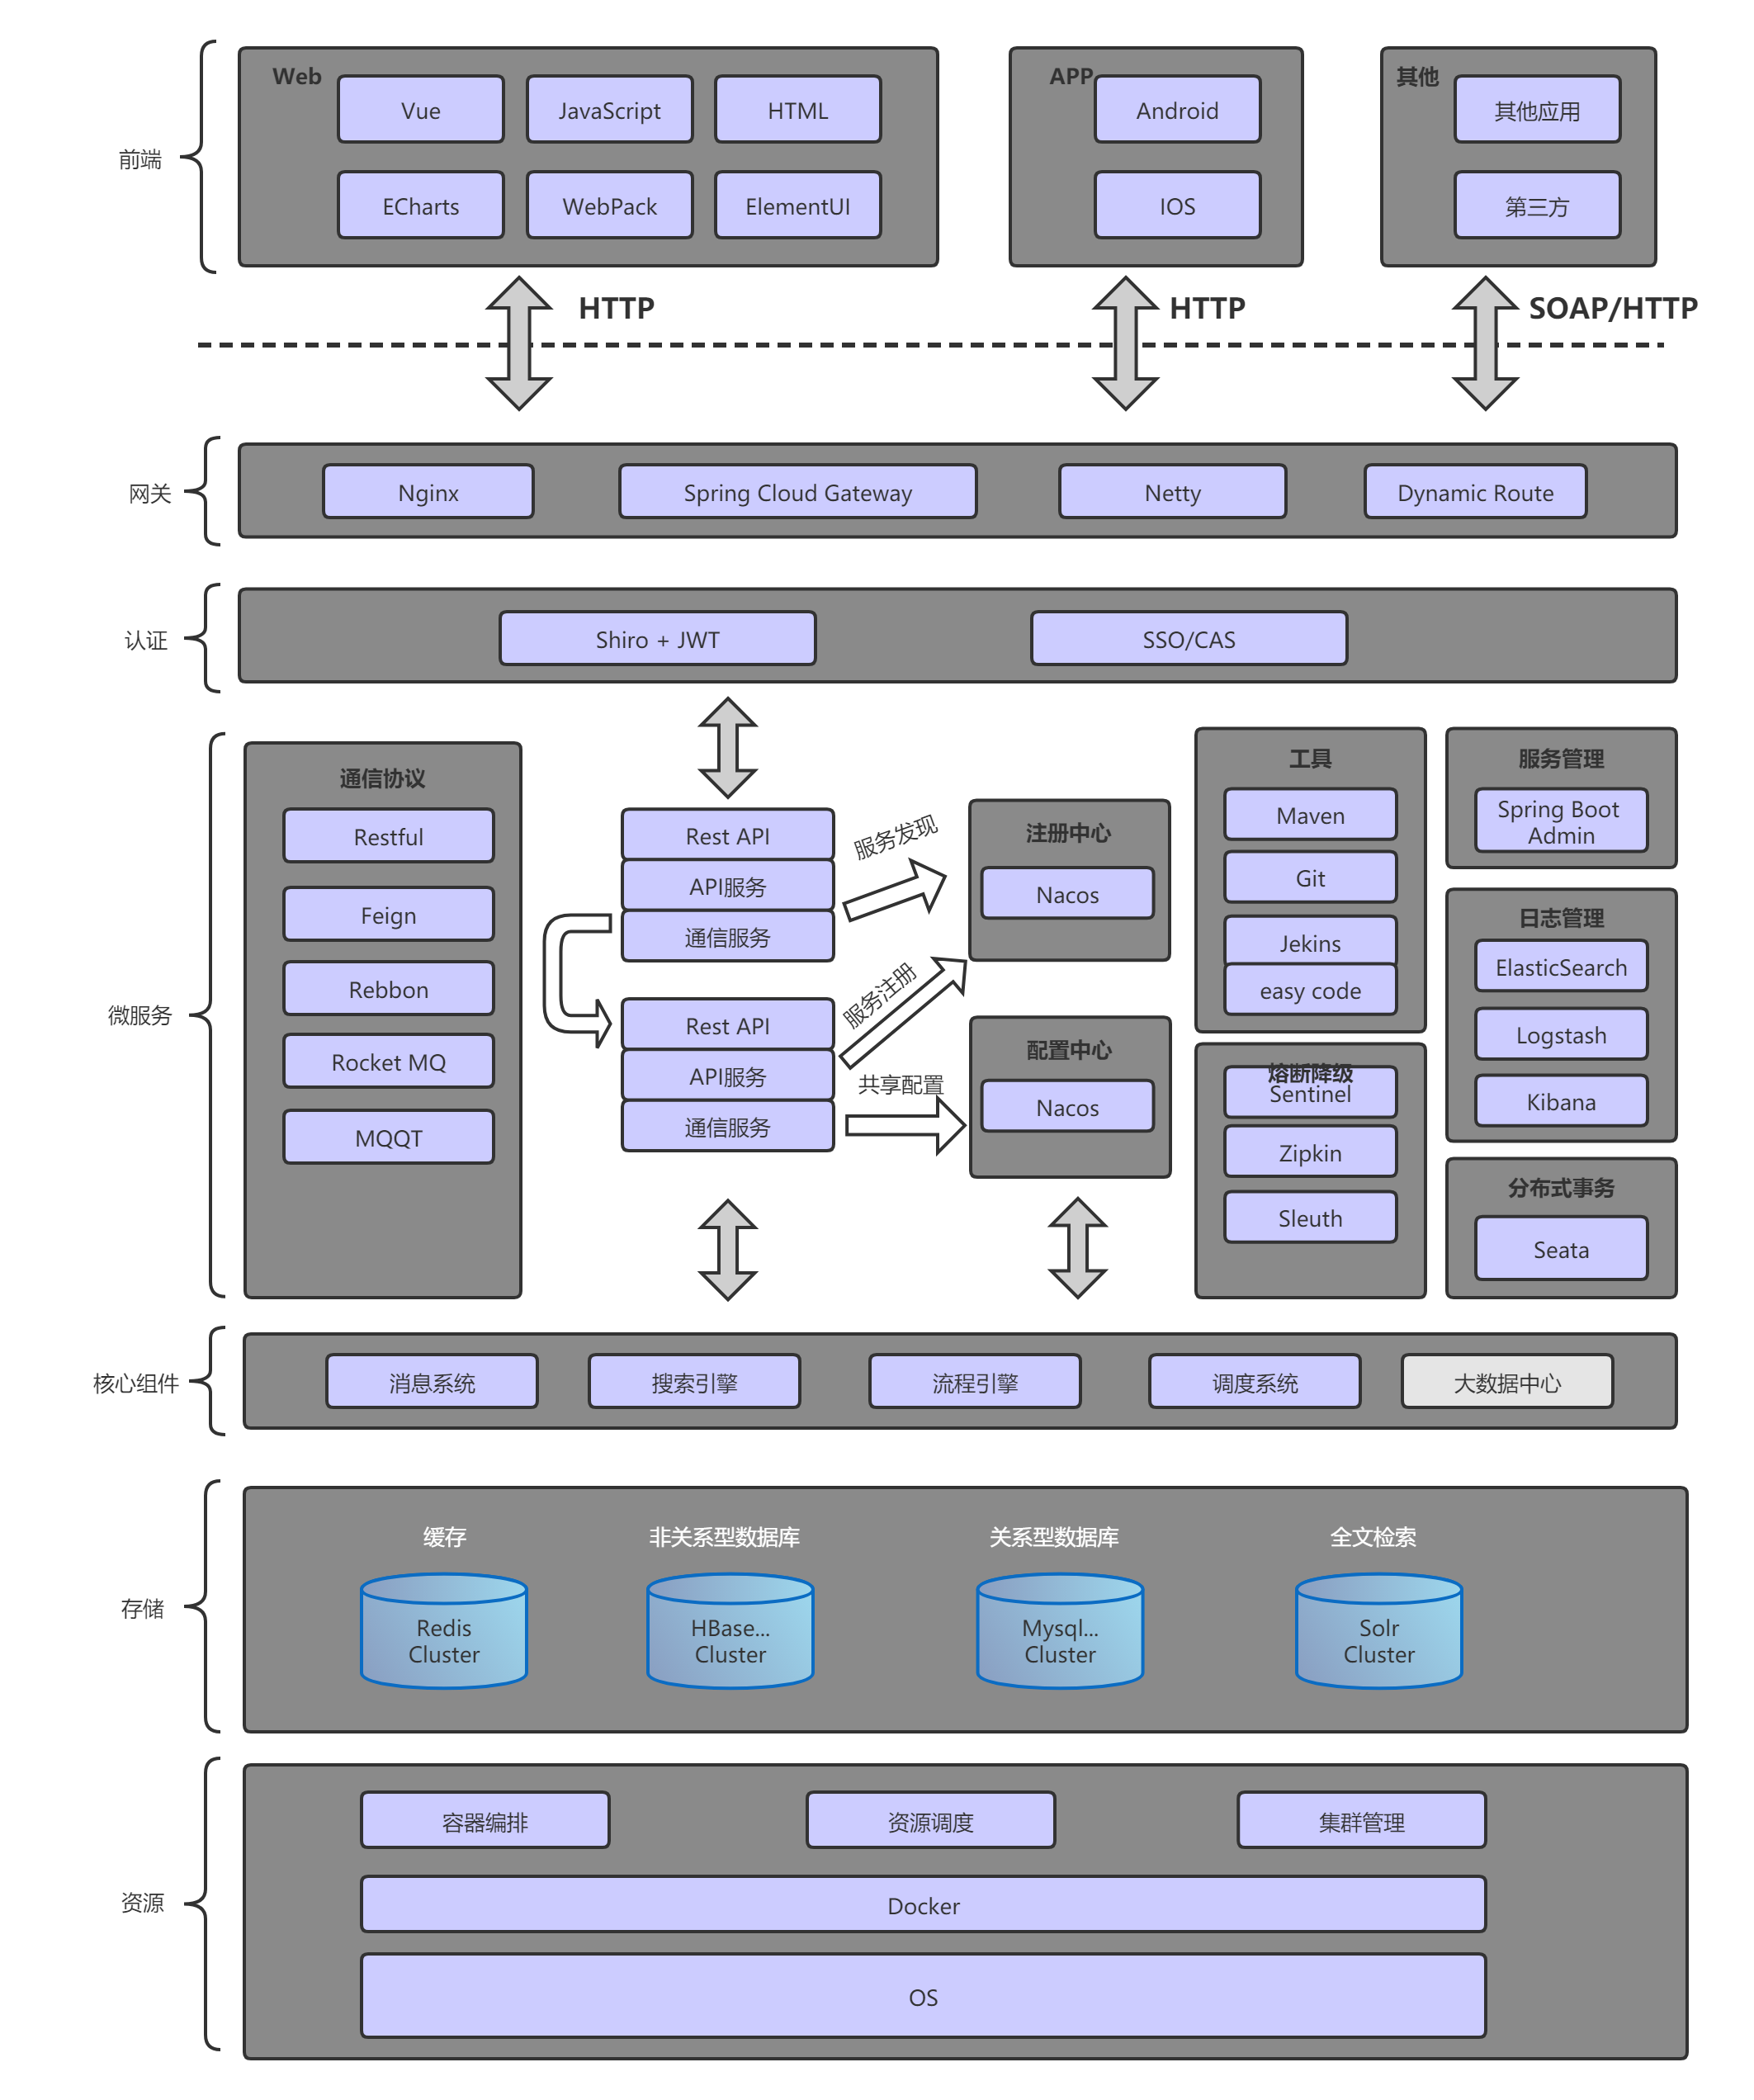 前端
Web
Vue
JavaScript
HTML
ECharts
WebPack
ElementUI
APP
Android
IOS
其他
其他应用
第三方
HTTP
HTTP
SOAP/HTTP
网关
Nginx
Spring Cloud Gateway
Netty
Dynamic Route
认证
Shiro + JWT
SSO/CAS
微服务
通信协议
Restful
Feign
Rebbon
Rocket MQ
MQQT
Rest API
API服务
通信服务
Rest API
API服务
通信服务
服务发现
服务注册
共享配置
注册中心
Nacos
配置中心
Nacos
工具
Maven
Git
Jekins
easy code
熔断降级
Sentinel
Zipkin
Sleuth
服务管理
Spring Boot
Admin
日志管理
ElasticSearch
Logstash
Kibana
分布式事务
Seata
核心组件
消息系统
搜索引擎
流程引擎
调度系统
大数据中心
存储
缓存
Redis
Cluster
非关系型数据库
HBase...
Cluster
关系型数据库
Mysql...
Cluster
全文检索
Solr
Cluster
资源
容器编排
资源调度
集群管理
Docker
OS